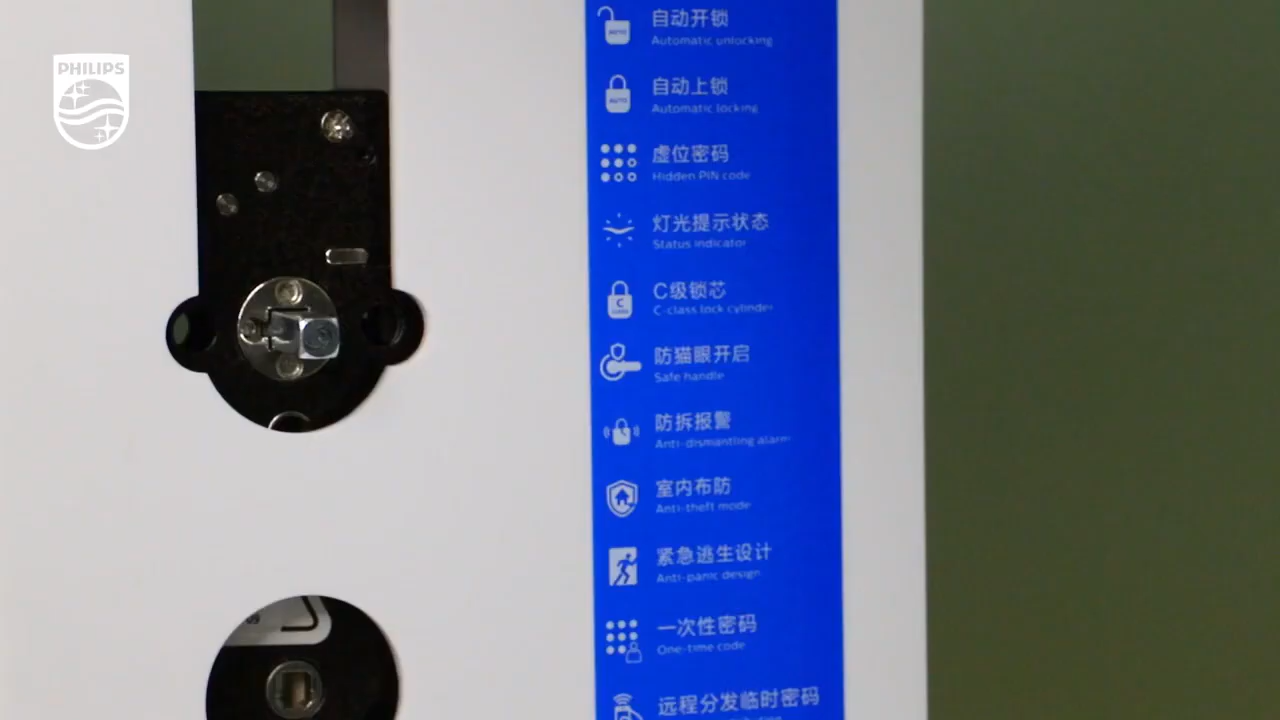 PHILIPS
自动开锁
Automatic unlocking
AUTO
自动上锁
Automatic locking
AUTO
虚位密码
Hidden PIN code
灯光提示状态
Status indicator
C级锁芯
C-class lock cylinder
C
防猫眼开启
Safe handle
防拆报警
Anti-dismantling alarm
室内布防
Anti-theft mode
紧急逃生设计
Anti-panic design
一次性密码
One-time code
远程分发临时密码